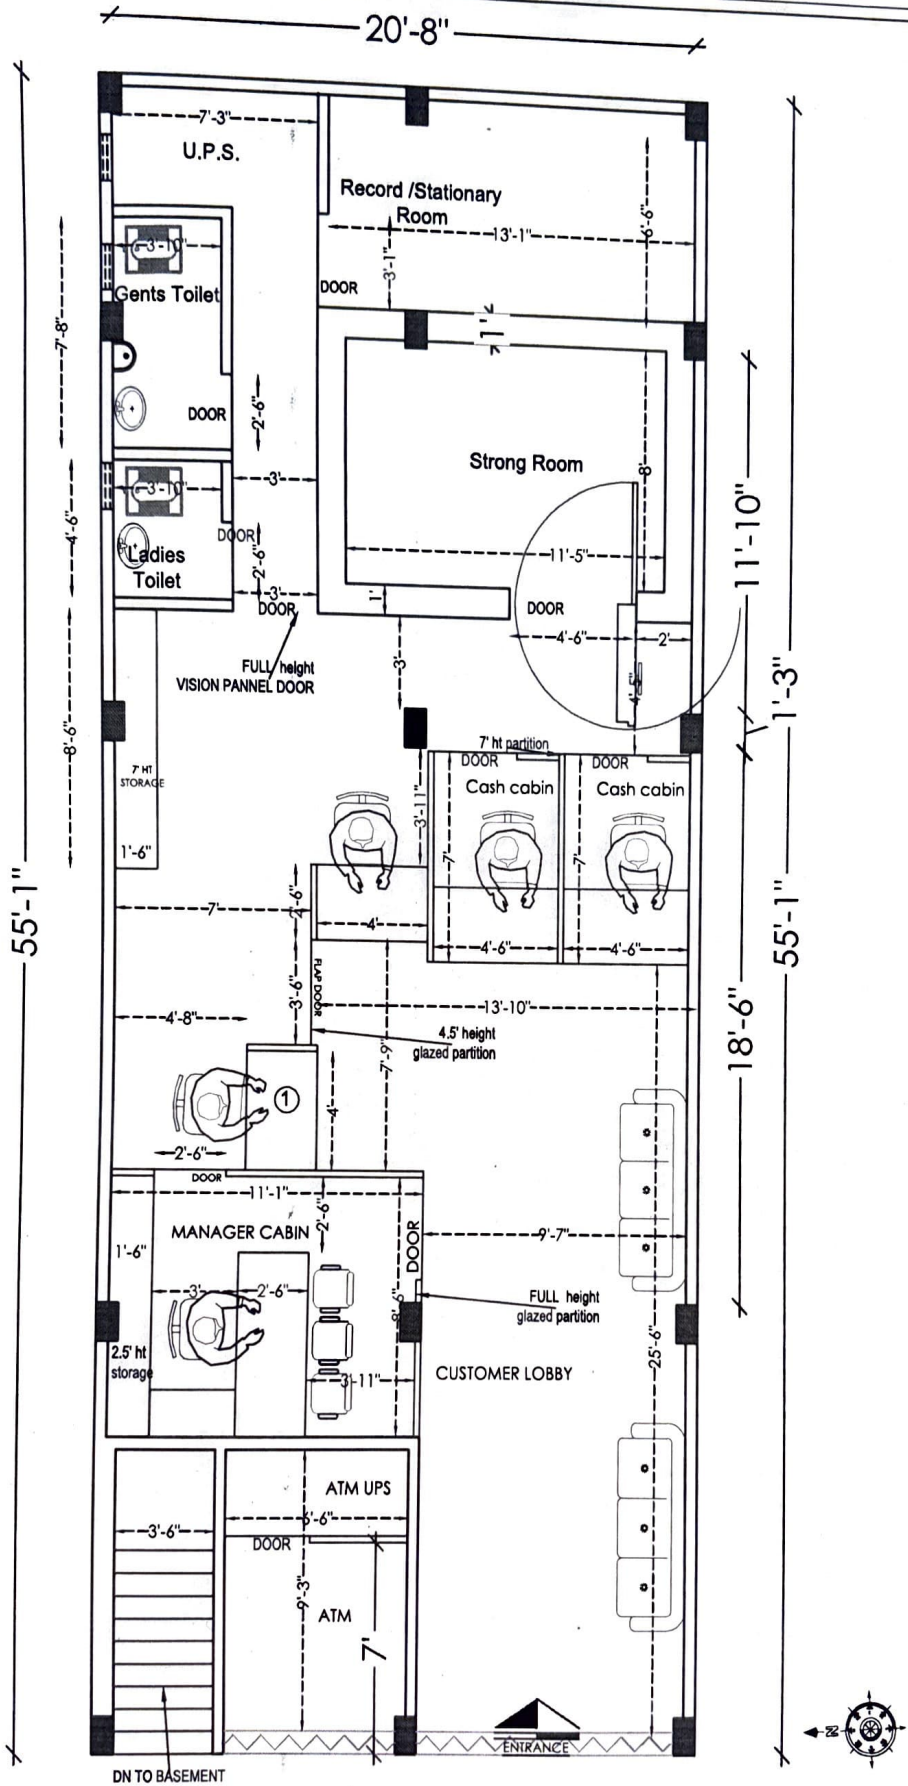 20'-8"
7'-3"
U.P.S.
Record /Stationary
Room
13'-1"
6'-6"
3'-1"
DOOR
3'-10"
Gents Toilet
7'-8"
1'
DOOR
2'-6"
Strong Room
8'
11'-10"
3'
3'-10"
4'-6"
DOOR
Ladies
Toilet
2'-6"
11'-5"
3'
DOOR
1'
DOOR
4'-6"
2'
FULL height
VISION PANNEL DOOR
3'
4'-5"
1'-3"
8'-6"
7' ht partition
DOOR
DOOR
7' HT
STORAGE
Cash cabin
Cash cabin
3'-11"
1'-6"
7'
7'
55'-1"
55'-1"
7'
2'-6"
4'
4'-6"
4'-6"
FLAP DOOR
3'-6"
4'-8"
13'-10"
4.5' height
glazed partition
7'-9"
18'-6"
1
4'
2'-6"
DOOR
11'-1"
2'-6"
MANAGER CABIN
DOOR
9'-7"
1'-6"
3'
2'-6"
8'-6"
FULL height
glazed partition
2.5' ht
storage
3'-11"
CUSTOMER LOBBY
25'-6"
ATM UPS
6'-6"
3'-6"
DOOR
9'-3"
ATM
7'
ENTRANCE
N
DN TO BASEMENT